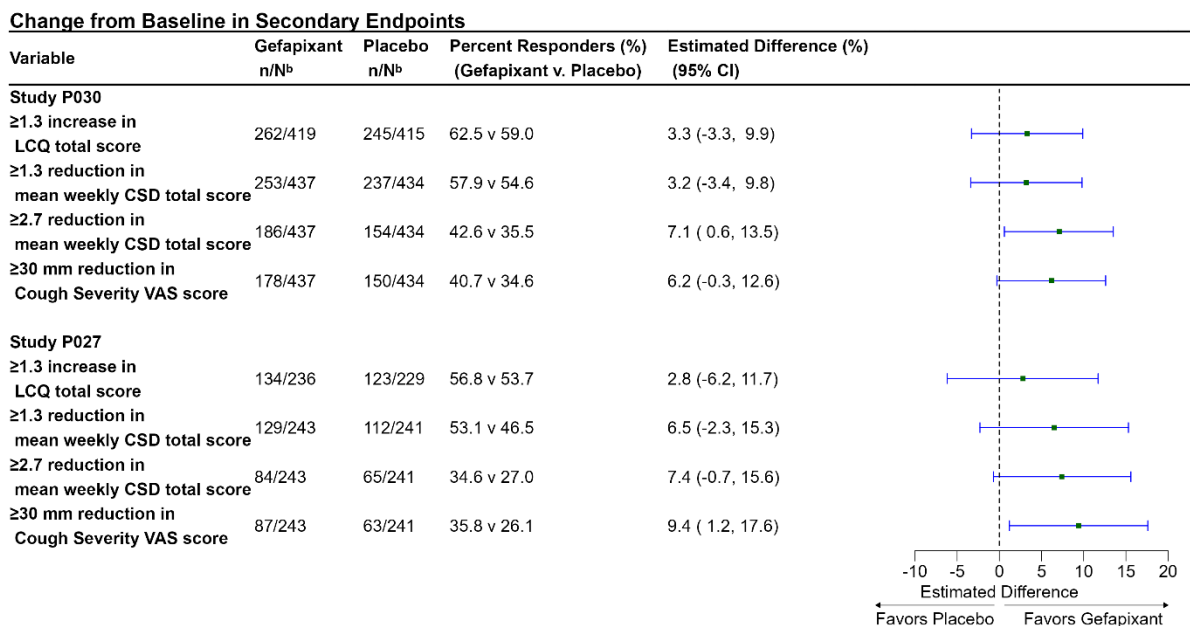 Change from Baseline in Secondary Endpoints
Variable Gefapixant n/Nᵇ Placebo n/Nᵇ Percent Responders (%) (Gefapixant v. Placebo) Estimated Difference (%) (95% CI)
Study P030
≥1.3 increase in
LCQ total score 262/419 245/415 62.5 v 59.0 3.3 (-3.3, 9.9)
≥1.3 reduction in
mean weekly CSD total score 253/437 237/434 57.9 v 54.6 3.2 (-3.4, 9.8)
≥2.7 reduction in
mean weekly CSD total score 186/437 154/434 42.6 v 35.5 7.1 ( 0.6, 13.5)
≥30 mm reduction in
Cough Severity VAS score 178/437 150/434 40.7 v 34.6 6.2 (-0.3, 12.6)
Study P027
≥1.3 increase in
LCQ total score 134/236 123/229 56.8 v 53.7 2.8 (-6.2, 11.7)
≥1.3 reduction in
mean weekly CSD total score 129/243 112/241 53.1 v 46.5 6.5 (-2.3, 15.3)
≥2.7 reduction in
mean weekly CSD total score 84/243 65/241 34.6 v 27.0 7.4 (-0.7, 15.6)
≥30 mm reduction in
Cough Severity VAS score 87/243 63/241 35.8 v 26.1 9.4 ( 1.2, 17.6)
-10 -5 0 5 10 15 20
Estimated Difference
Favors Placebo Favors Gefapixant